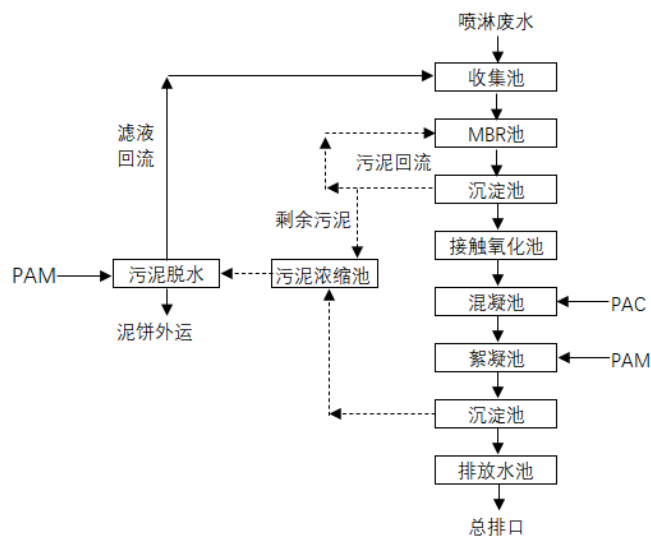 喷淋废水
收集池
滤液
回流
MBR池
污泥回流
沉淀池
剩余污泥
接触氧化池
PAM
污泥脱水
污泥浓缩池
混凝池
PAC
泥饼外运
絮凝池
PAM
沉淀池
排放水池
总排口